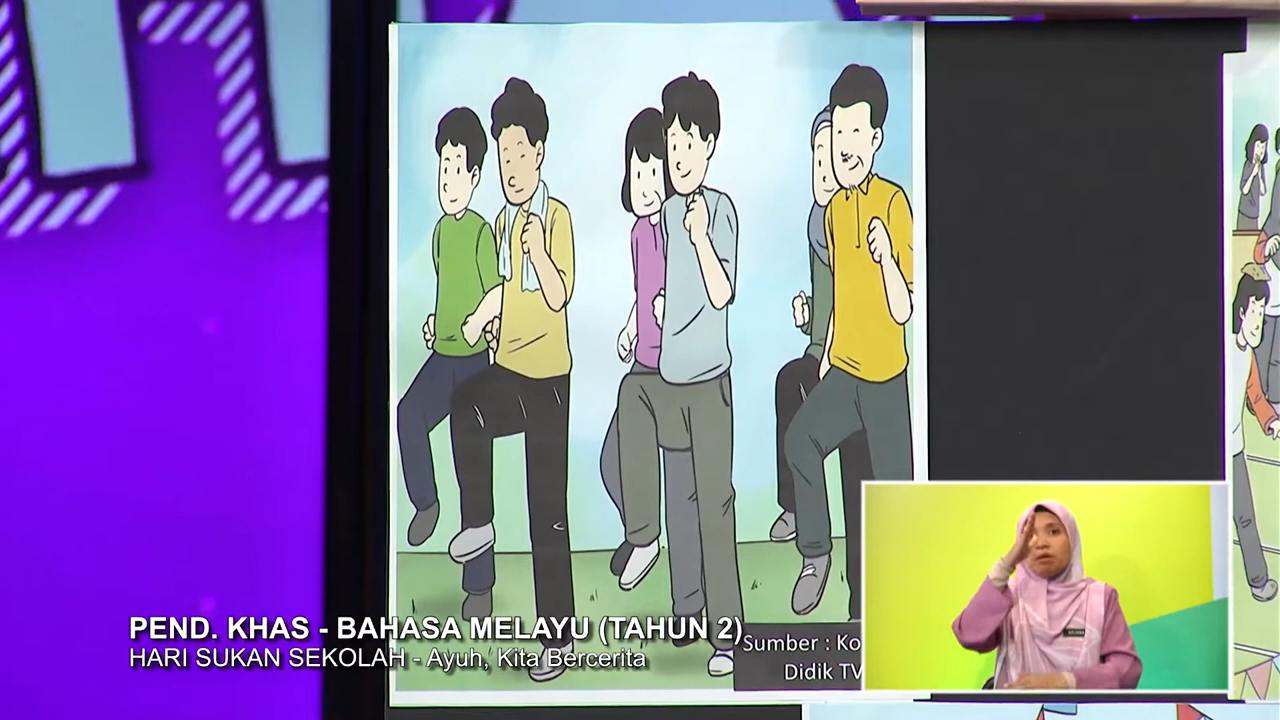 PEND. KHAS - BAHASA MELAYU (TAHUN 2)
HARI SUKAN SEKOLAH - Ayuh, Kita Bercerita
Sumber : Ko
Didik TV